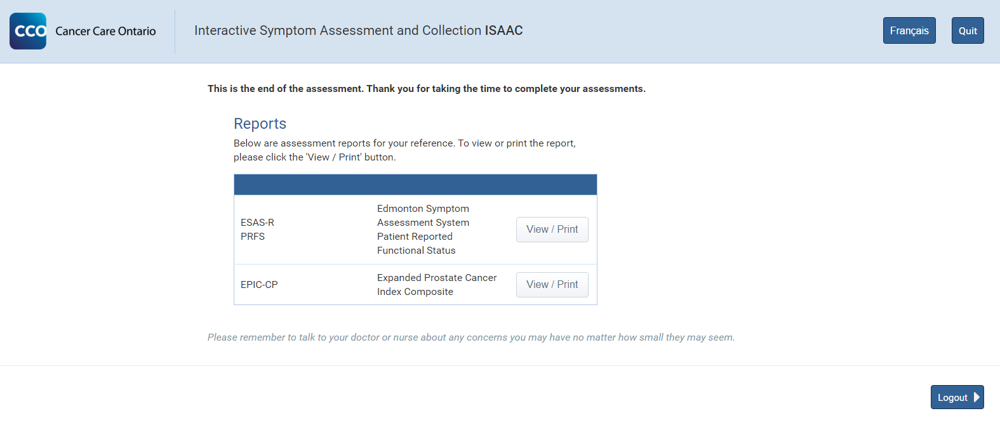 CCO Cancer Care Ontario
Interactive Symptom Assessment and Collection ISAAC
Français
Quit
This is the end of the assessment. Thank you for taking the time to complete your assessments.
Reports
Below are assessment reports for your reference. To view or print the report,
please click the 'View / Print' button.
ESAS-R
PRFS
Edmonton Symptom
Assessment System
Patient Reported
Functional Status
View / Print
EPIC-CP
Expanded Prostate Cancer
Index Composite
View / Print
Please remember to talk to your doctor or nurse about any concerns you may have no matter how small they may seem.
Logout